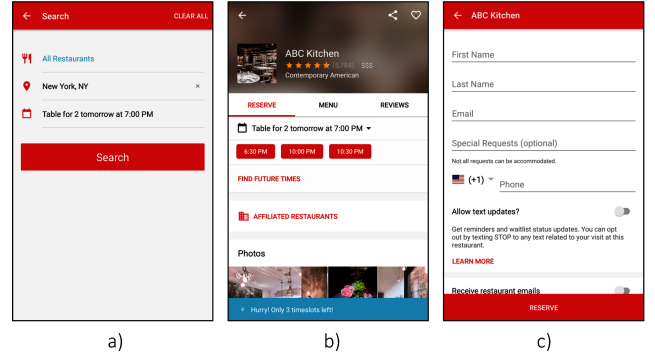 Search
CLEAR ALL
All Restaurants
New York, NY ×
Table for 2 tomorrow at 7:00 PM
Search
a)
ABC Kitchen
(5,784) $$$
Contemporary American
RESERVE MENU REVIEWS
Table for 2 tomorrow at 7:00 PM
6:30 PM 10:00 PM 10:30 PM
FIND FUTURE TIMES
AFFILIATED RESTAURANTS
Photos
+ Hurry! Only 3 timeslots left!
b)
ABC Kitchen
First Name
Last Name
Email
Special Requests (optional)
Not all requests can be accommodated.
(+1) Phone
Allow text updates?
Get reminders and waitlist status updates. You can opt
out by texting STOP to any text related to your visit at this
restaurant.
LEARN MORE
Receive restaurant emails
RESERVE
c)